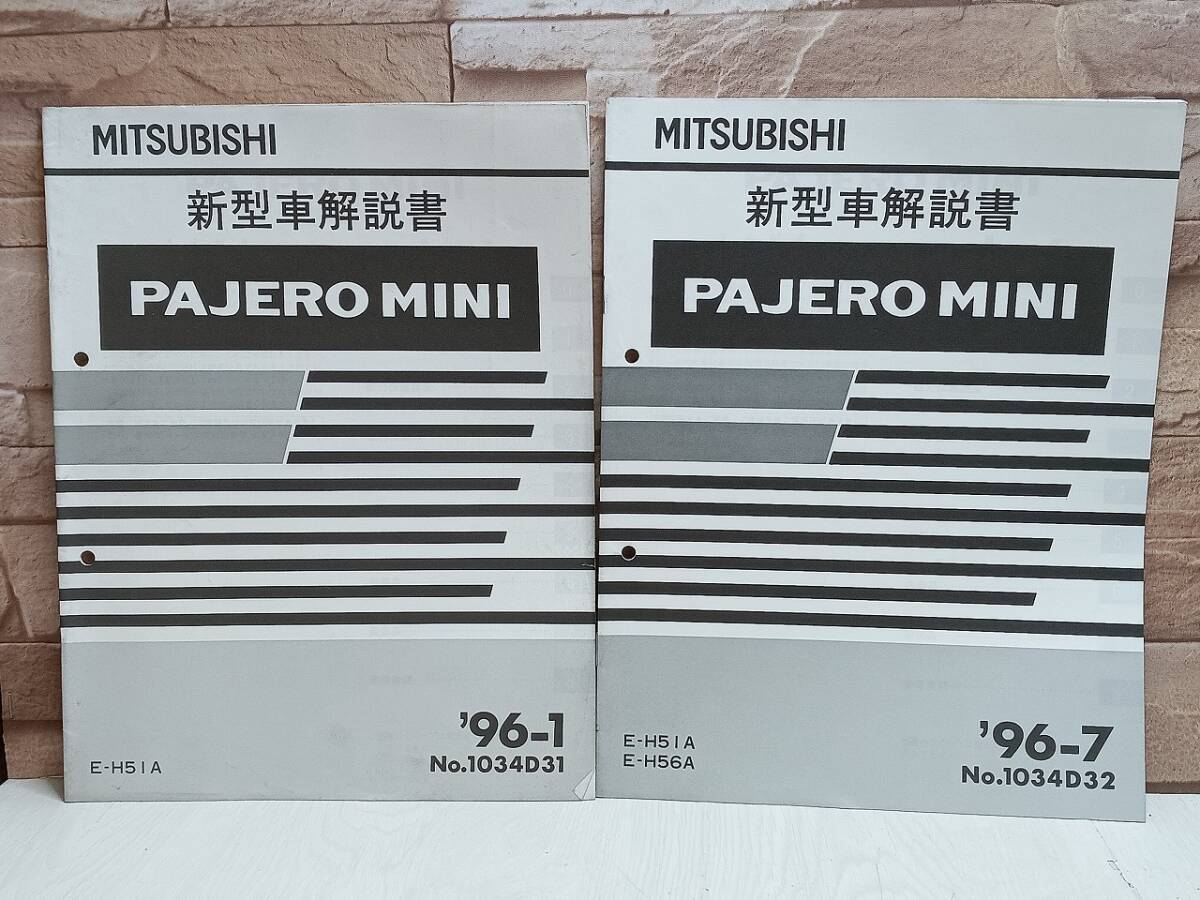 MITSUBISHI
新型車解説書
PAJERO MINI
'96-1
E-H51A
No.1034D31
MITSUBISHI
新型車解説書
PAJERO MINI
'96-7
E-H51A
E-H56A
No.1034D32